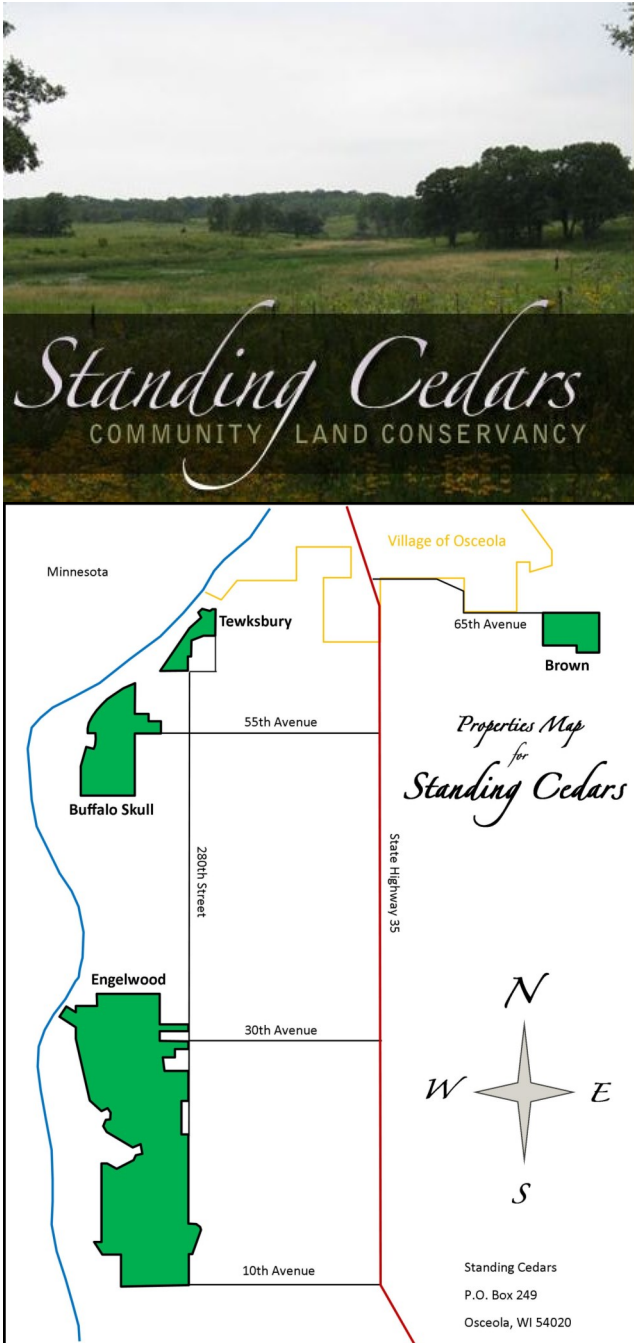 Standing Cedars
COMMUNITY LAND CONSERVANCY
Village of Osceola
Minnesota
Tewksbury
65th Avenue
Brown
55th Avenue
Properties Map
for
Standing Cedars
Buffalo Skull
280th Street
State Highway 35
Engelwood
30th Avenue
N
W
E
S
10th Avenue
Standing Cedars
P.O. Box 249
Osceola, WI 54020